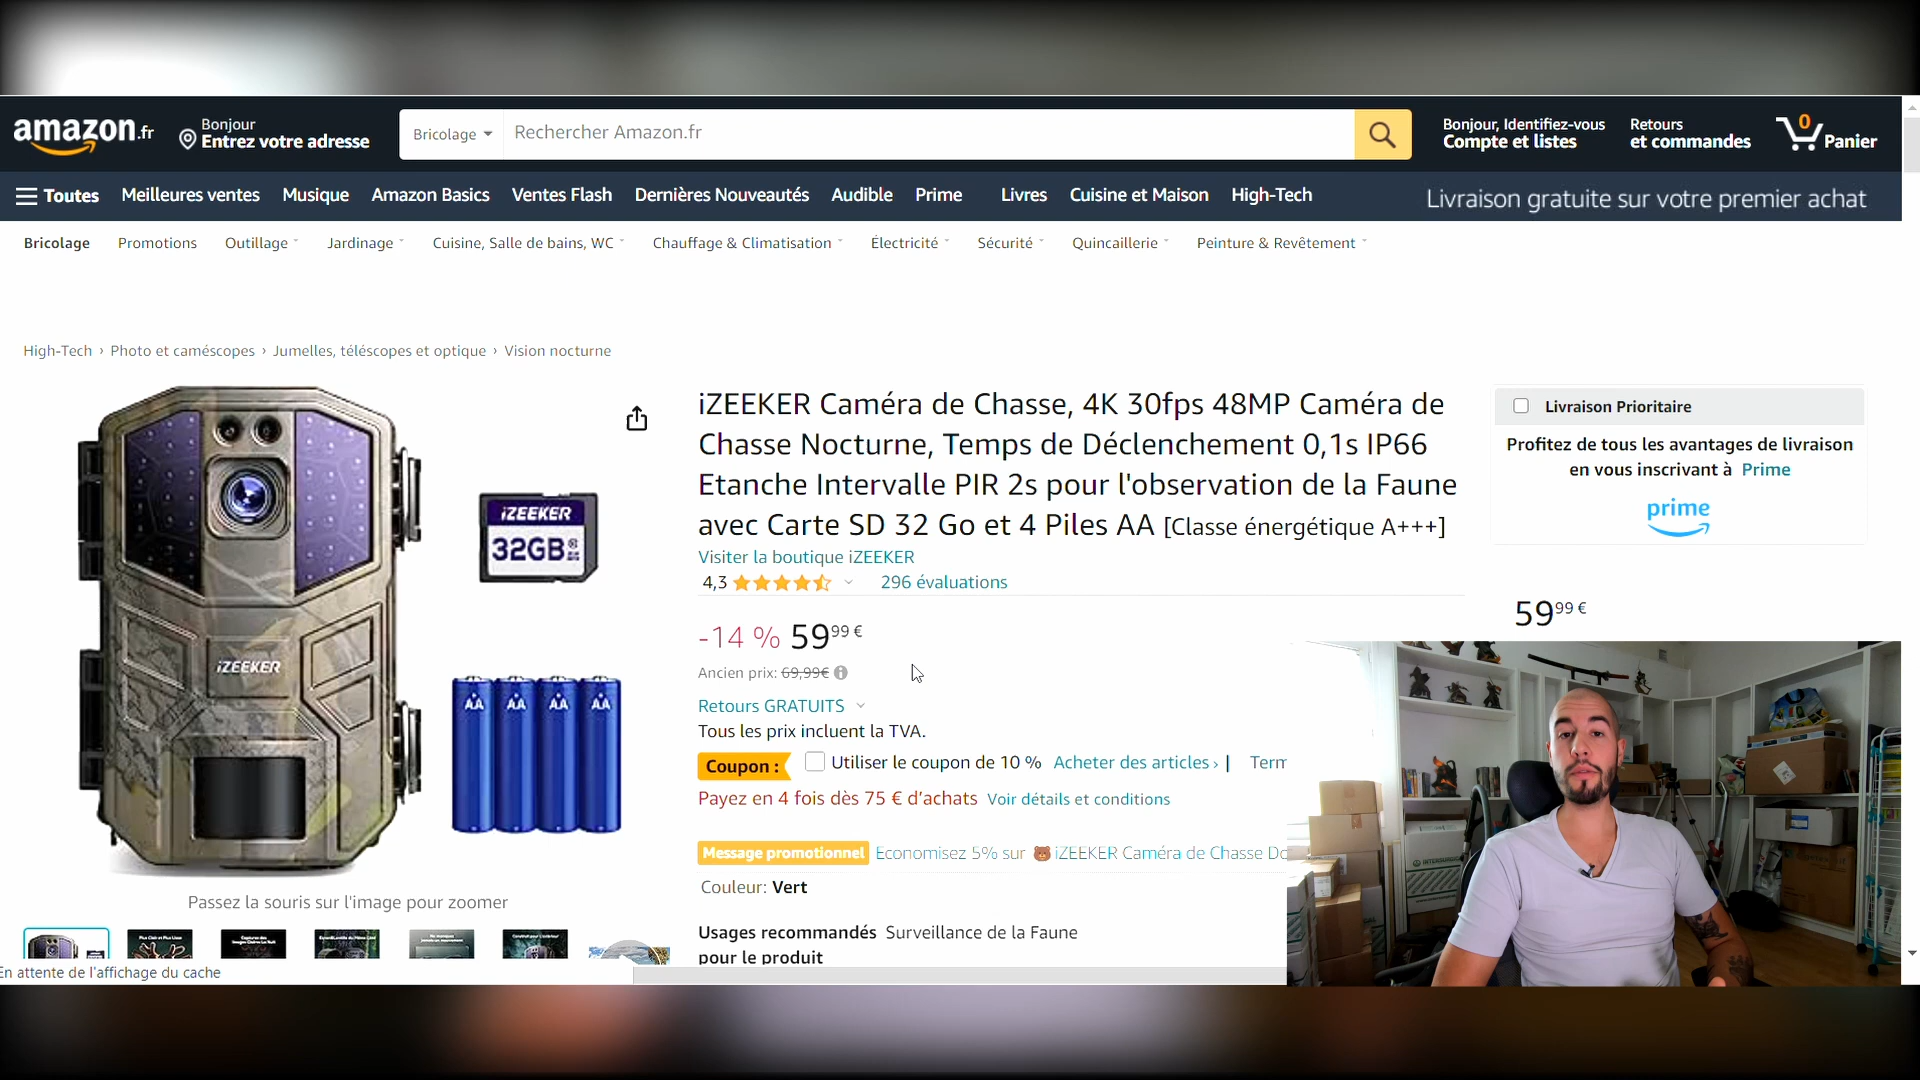 amazon.fr
Bonjour
Entrez votre adresse
Bricolage
Rechercher Amazon.fr
Bonjour, Identifiez-vous
Compte et listes
Retours
et commandes
0
Panier
Toutes
Meilleures ventes
Musique
Amazon Basics
Ventes Flash
Dernières Nouveautés
Audible
Prime
Livres
Cuisine et Maison
High-Tech
Livraison gratuite sur votre premier achat
Bricolage
Promotions
Outillage
Jardinage
Cuisine, Salle de bains, WC
Chauffage & Climatisation
Électricité
Sécurité
Quincaillerie
Peinture & Revêtement
High-Tech › Photo et caméscopes › Jumelles, téléscopes et optique › Vision nocturne
iZEEKER
iZEEKER
32GB
AA AA AA AA
Passez la souris sur l'image pour zoomer
En attente de l'affichage du cache
iZEEKER Caméra de Chasse, 4K 30fps 48MP Caméra de
Chasse Nocturne, Temps de Déclenchement 0,1s IP66
Etanche Intervalle PIR 2s pour l'observation de la Faune
avec Carte SD 32 Go et 4 Piles AA [Classe énergétique A+++]
Visiter la boutique iZEEKER
4,3
296 évaluations
-14 % 59,99 €
Ancien prix: 69,99€
Retours GRATUITS
Tous les prix incluent la TVA.
Coupon : Utiliser le coupon de 10 % Acheter des articles › | Term
Payez en 4 fois dès 75 € d’achats Voir détails et conditions
Message promotionnel Economisez 5% sur 🐻 iZEEKER Caméra de Chasse Do
Couleur: Vert
Usages recommandés Surveillance de la Faune
pour le produit
Livraison Prioritaire
Profitez de tous les avantages de livraison
en vous inscrivant à Prime
prime
59,99 €